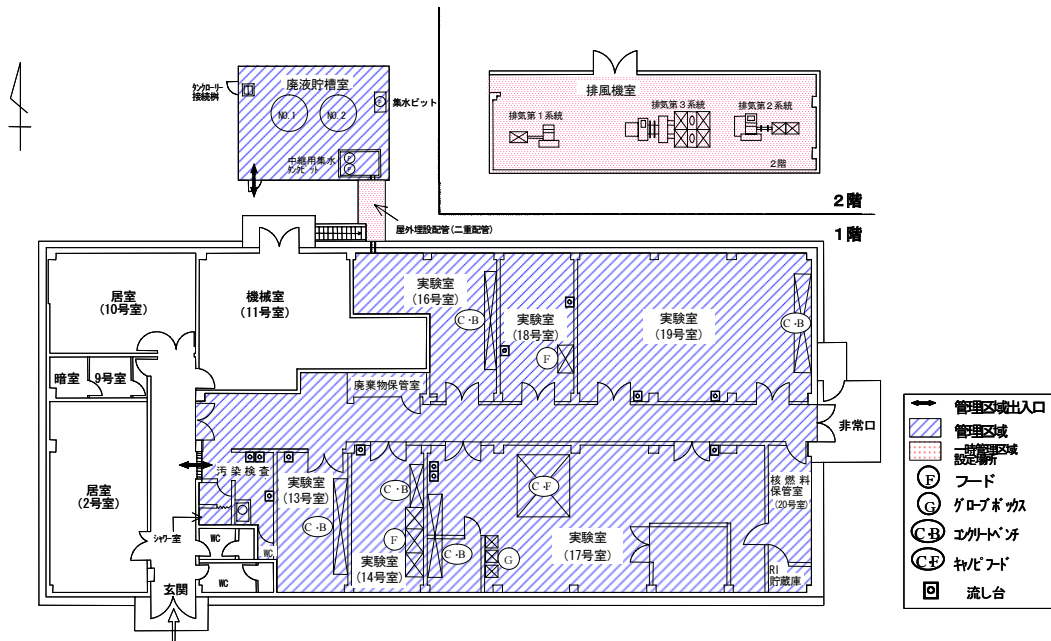 タンクローリー
接続桝
廃液貯槽室
NO.1
NO.2
集水ピット
P
中継用集水
タンクピット
P
P
屋外埋設配管(二重配管)
排風機室
排気第1系統
排気第3系統
排気第2系統
2階
2階
1階
居室
(10号室)
機械室
(11号室)
実験室
(16号室)
C・B
実験室
(18号室)
F
実験室
(19号室)
C・B
暗室
9号室
廃棄物保管室
非常口
居室
(2号室)
汚染検査
シャワー室
WC
WC
WC
玄関
実験室
(13号室)
C・B
実験室
(14号室)
C・B
F
C・B
G
C・F
実験室
(17号室)
核燃料
保管室
(20号室)
RI
貯蔵庫
管理区域出入口
管理区域
一時管理区域
設定場所
F フード
G グローブボックス
C・B コンクリートベンチ
C・F キャノピフード
流し台